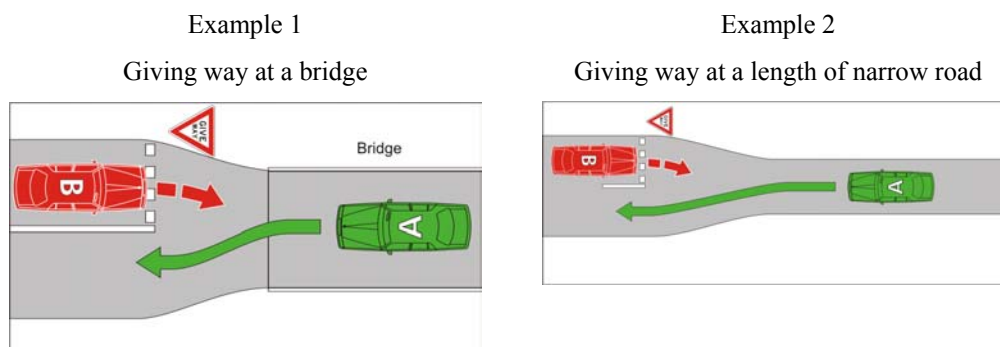 Example 1
Giving way at a bridge
GIVE
WAY
Bridge
B
A
Example 2
Giving way at a length of narrow road
GIVE
WAY
B
A